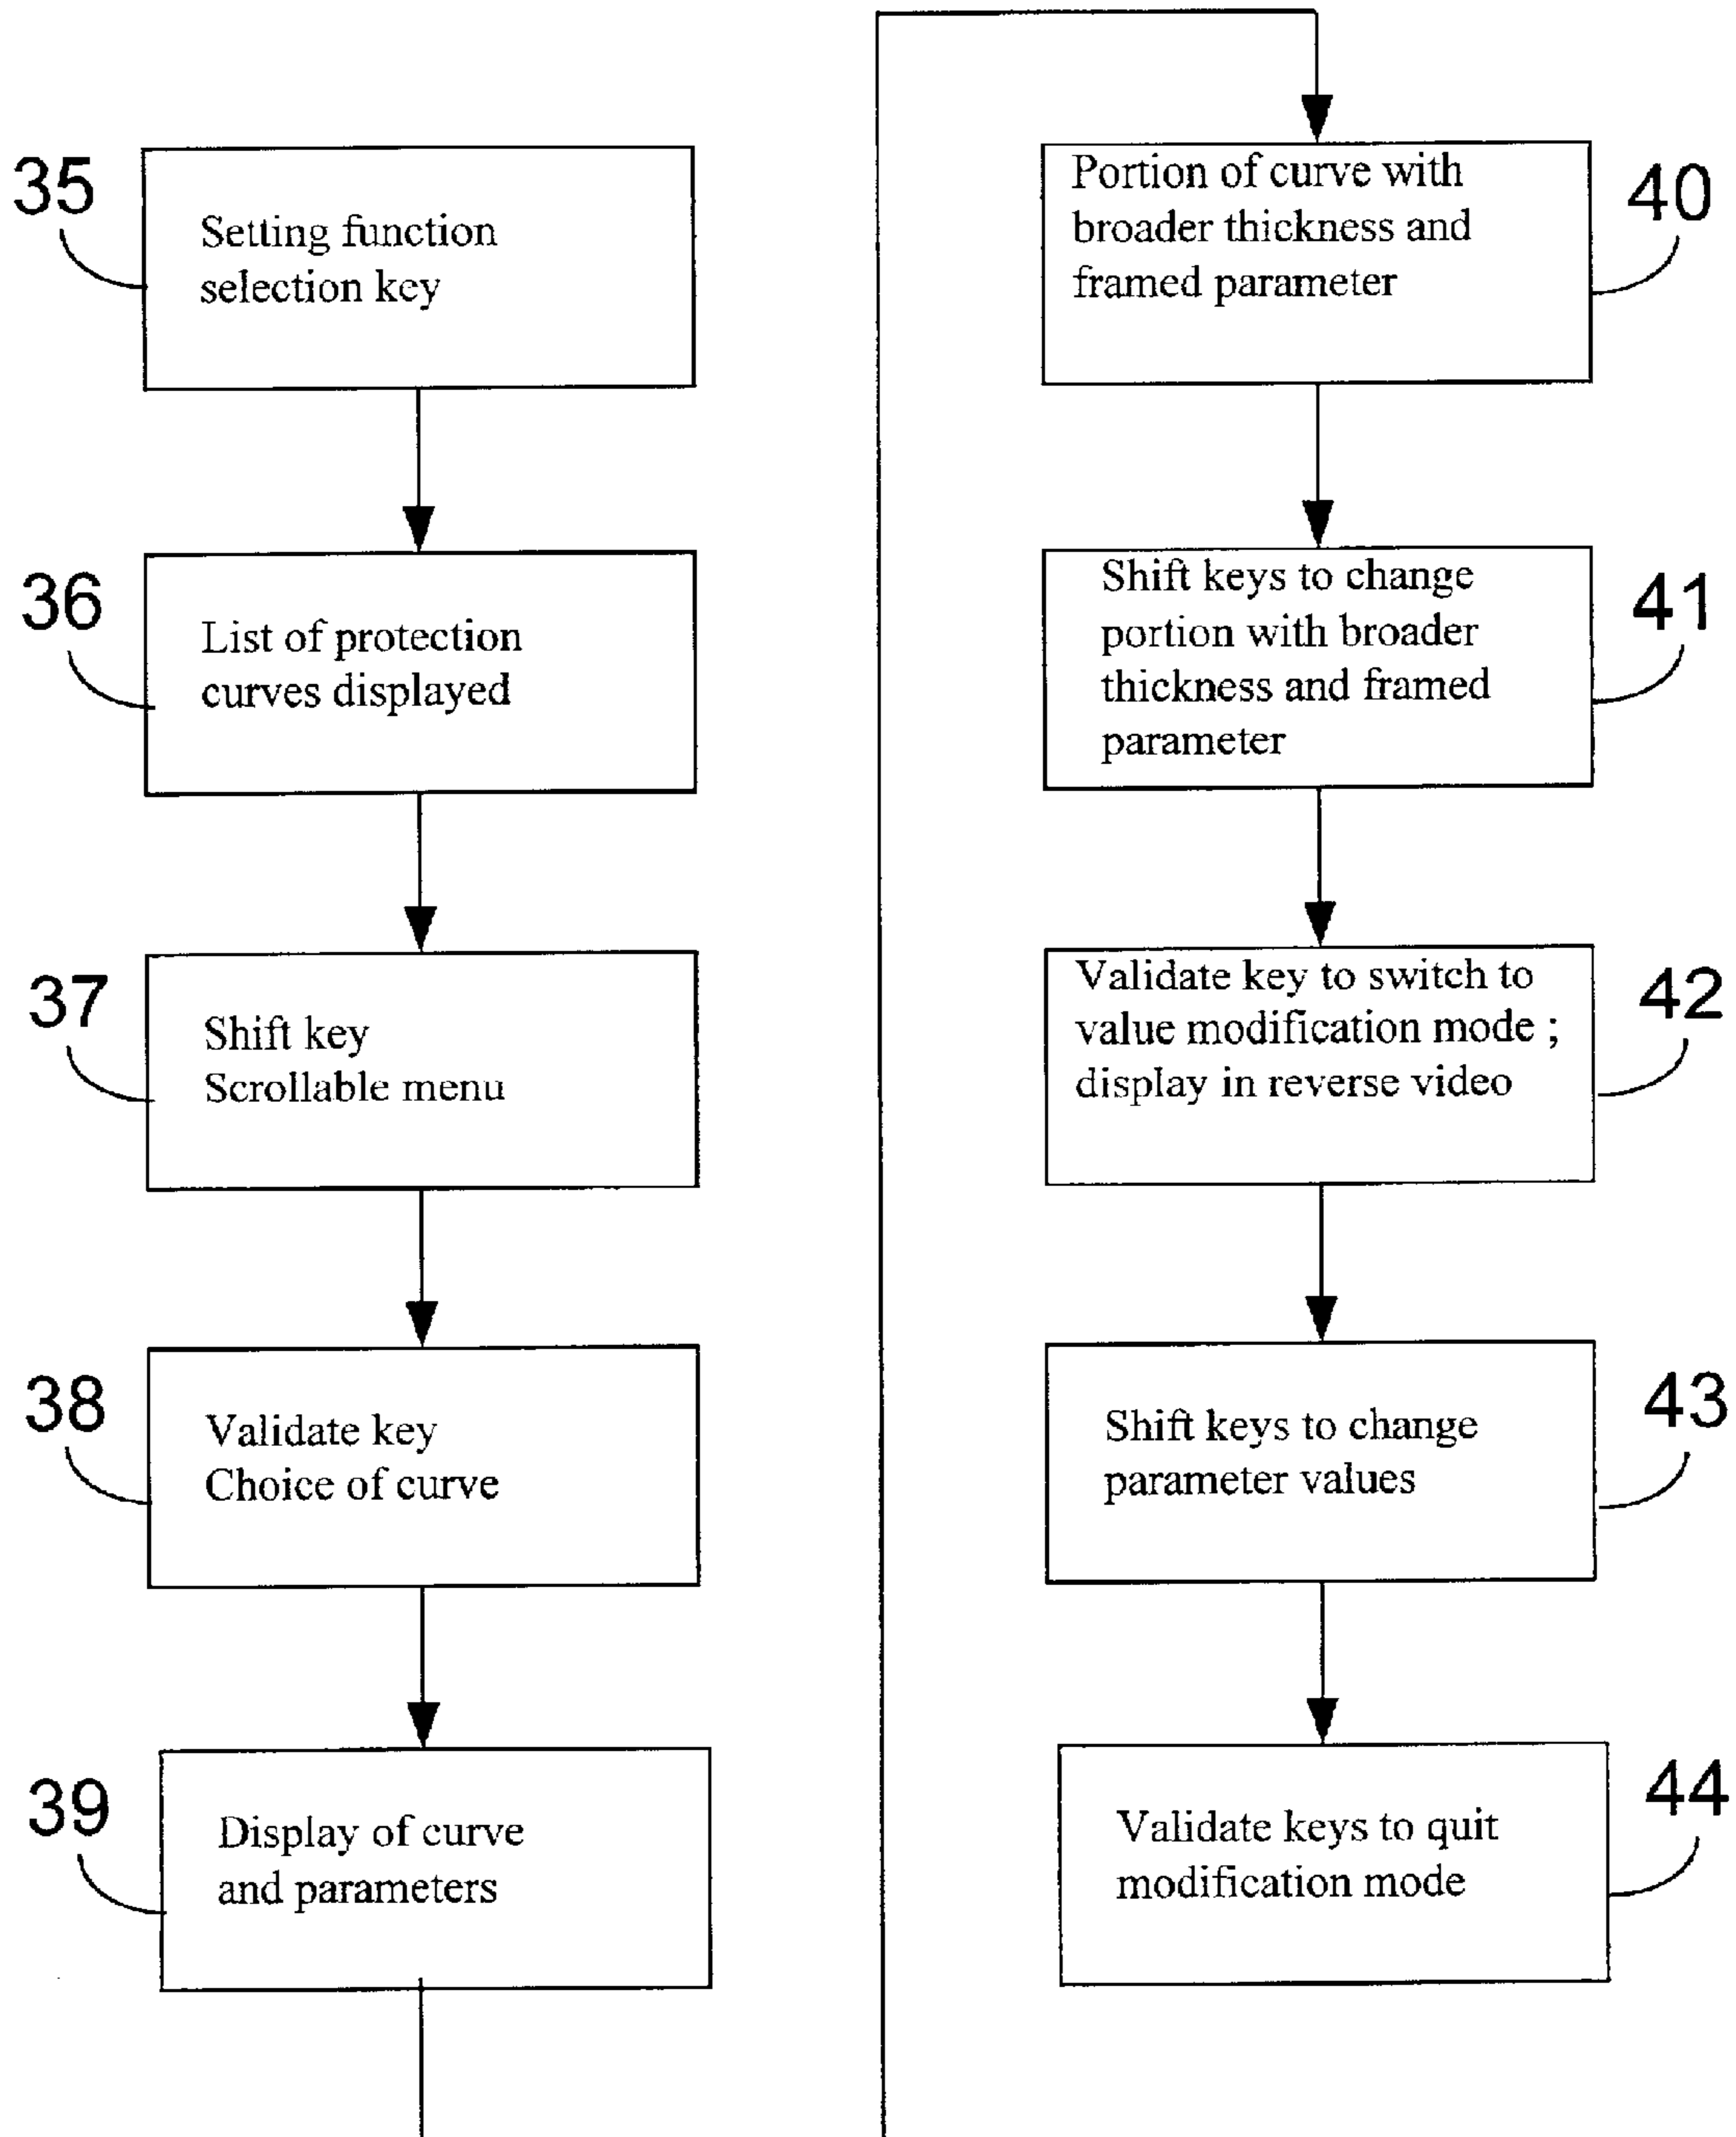 35
Setting function
selection key
36
List of protection
curves displayed
37
Shift key
Scrollable menu
38
Validate key
Choice of curve
39
Display of curve
and parameters
40
Portion of curve with
broader thickness and
framed parameter
41
Shift keys to change
portion with broader
thickness and framed
parameter
42
Validate key to switch to
value modification mode ;
display in reverse video
43
Shift keys to change
parameter values
44
Validate keys to quit
modification mode